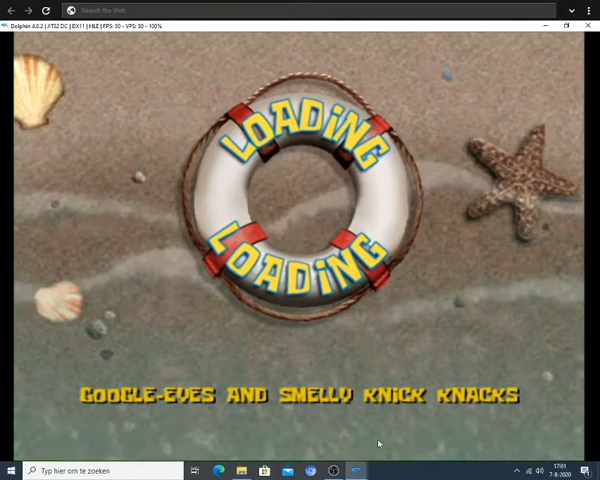 Search the Web
Dolphin 4.0.2 | JIT32 DC | DX11 | HLE | FPS: 50 - VPS: 50 - 100%
LOADING
LOADING
GOOGLE-EYES AND SMELLY KNICK KNACKS
Typ hier om te zoeken
17:01
7-8-2020